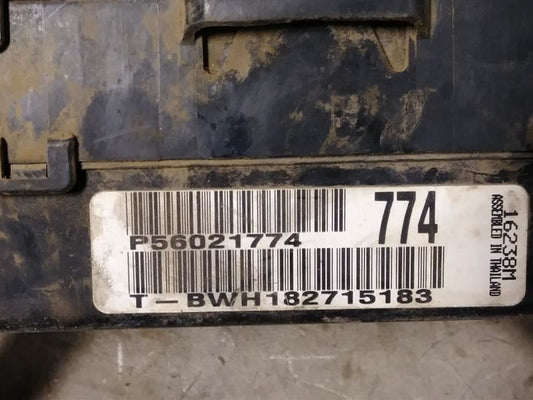 P56021774
774
T-BWH182715183
16238M
ASSEMBLED IN THAILAND